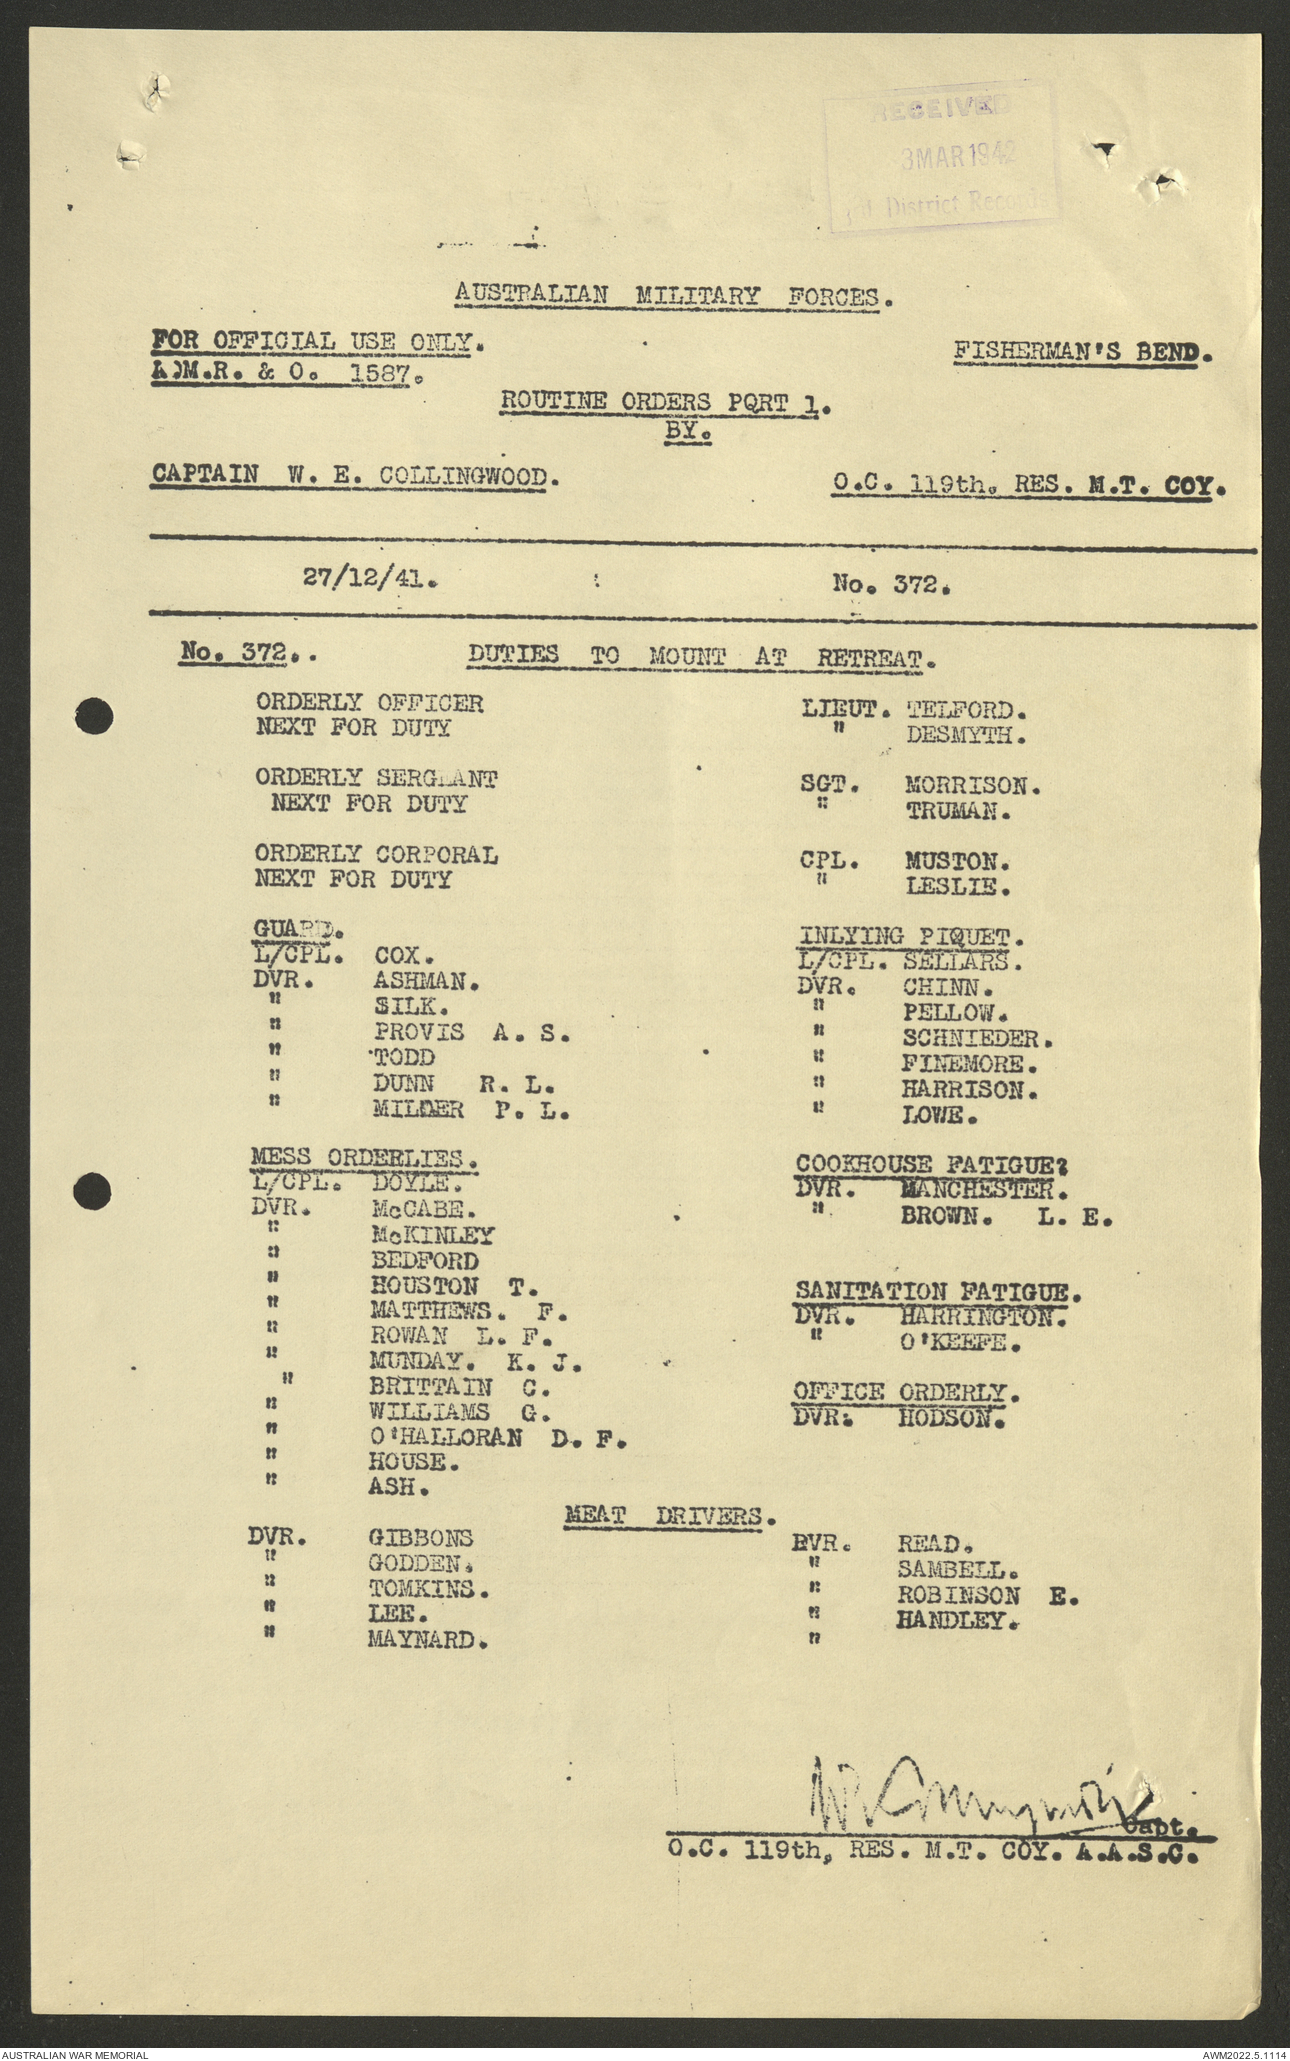 RECEIVED
3 MAR 1942
District Records
AUSTRALIAN MILITARY FORCES.
FOR OFFICIAL USE ONLY.
FISHERMAN'S BEND.
A.M.R. & O. 1587.
ROUTINE ORDERS PQRT 1.
BY.
CAPTAIN W. E. COLLINGWOOD.
O.C. 119th, RES. M.T. COY.
27/12/41. No. 372.
No. 372.. DUTIES TO MOUNT AT RETREAT.
ORDERLY OFFICER LIEUT. TELFORD.
NEXT FOR DUTY " DESMYTH.
ORDERLY SERGEANT SGT. MORRISON.
NEXT FOR DUTY " TRUMAN.
ORDERLY CORPORAL CPL. MUSTON.
NEXT FOR DUTY " LESLIE.
GUARD.
L/CPL. COX.
DVR. ASHMAN.
" SILK.
" PROVIS A. S.
" TODD
" DUNN R. L.
" MILDER P. L.
INLYING PIQUET.
L/CPL. SELLARS.
DVR. CHINN.
" PELLOW.
" SCHNIEDER.
" FINEMORE.
" HARRISON.
" LOWE.
MESS ORDERLIES.
L/CPL. DOYLE.
DVR. McCABE.
" McKINLEY
" BEDFORD
" HOUSTON T.
" MATTHEWS. F.
" ROWAN L. F.
" MUNDAY. K. J.
" BRITTAIN C.
" WILLIAMS G.
" O'HALLORAN D. F.
" HOUSE.
" ASH.
COOKHOUSE FATIGUE?
DVR. MANCHESTER.
" BROWN. L. E.
SANITATION FATIGUE.
DVR. HARRINGTON.
" O'KEEFE.
OFFICE ORDERLY.
DVR: HODSON.
MEAT DRIVERS.
DVR. GIBBONS
" GODDEN.
" TOMKINS.
" LEE.
" MAYNARD.
EVR. READ.
" SAMBELL.
" ROBINSON E.
" HANDLEY.
"
Capt.
O.C. 119th, RES. M.T. COY. A.A.S.C.
AUSTRALIAN WAR MEMORIAL
AWM2022.5.1114